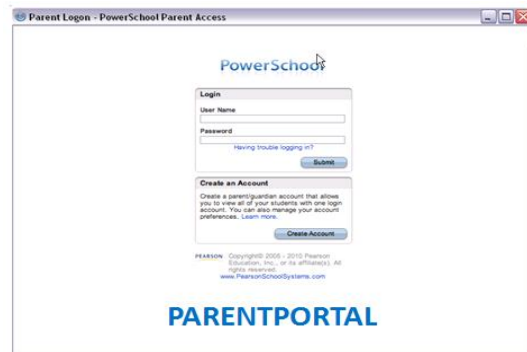 Parent Logon - PowerSchool Parent Access
PowerSchool
Login
User Name
Password
Having trouble logging in?
Submit
Create an Account
Create a parent/guardian account that allows
you to view all of your students with one login
account. You can also manage your account
preferences. Learn more.
Create Account
PEARSON Copyright© 2005 - 2010 Pearson
Education, Inc., or its affiliate(s). All
rights reserved.
www.PearsonSchoolSystems.com
PARENTPORTAL